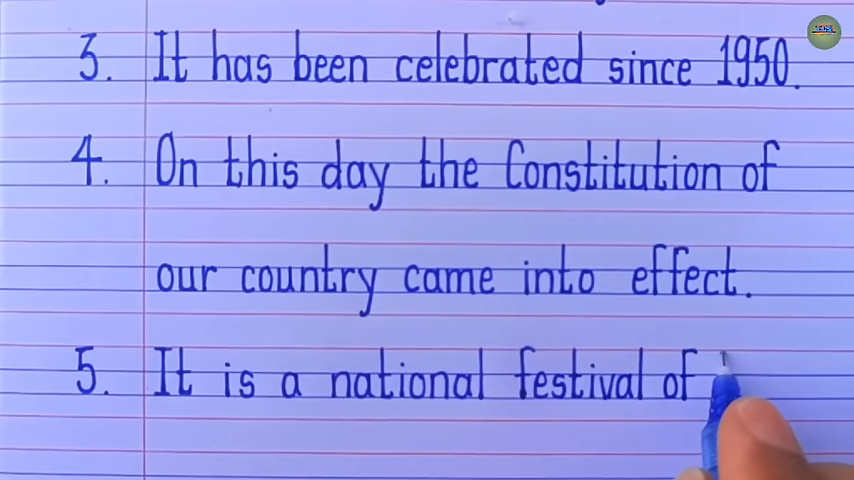 3. It has been celebrated since 1950.
4. On this day the Constitution of
our country came into effect.
5. It is a national festival of